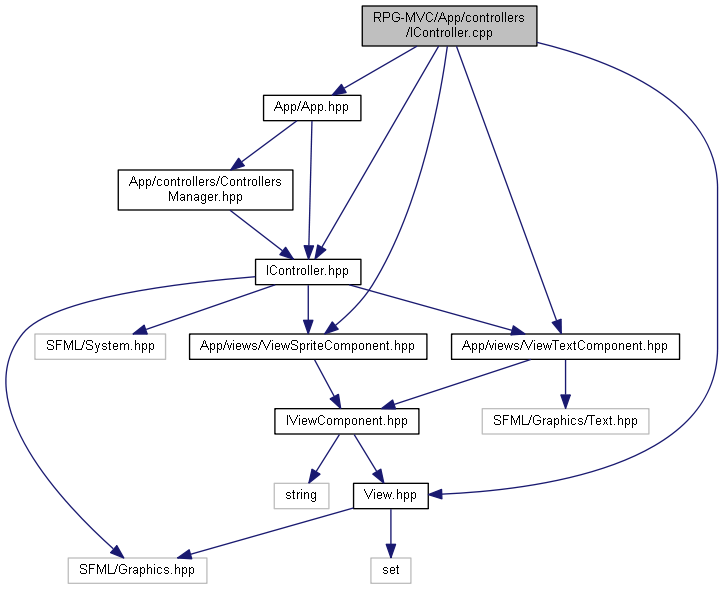 RPG-MVC/App/controllers
/IController.cpp
App/App.hpp
App/controllers/Controllers
Manager.hpp
IController.hpp
SFML/System.hpp
App/views/ViewSpriteComponent.hpp
App/views/ViewTextComponent.hpp
IViewComponent.hpp
SFML/Graphics/Text.hpp
string
View.hpp
SFML/Graphics.hpp
set